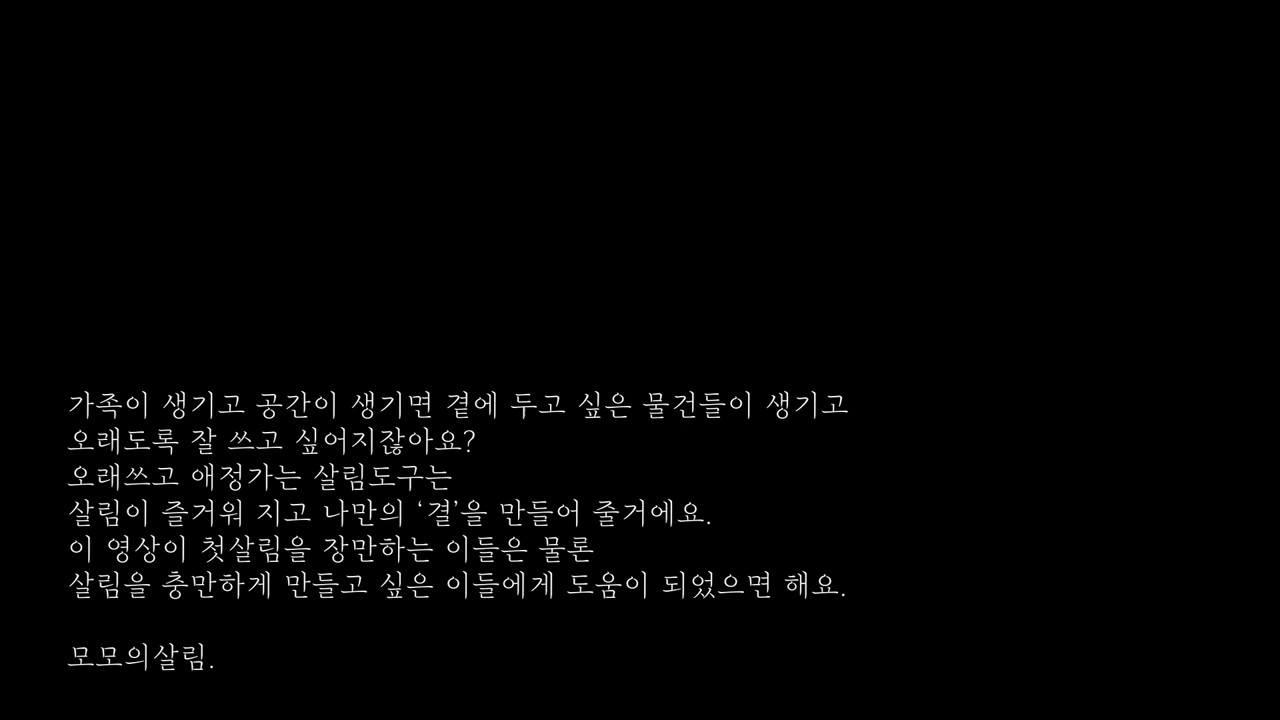 가족이 생기고 공간이 생기면 곁에 두고 싶은 물건들이 생기고
오래도록 잘 쓰고 싶어지잖아요?
오래쓰고 애정가는 살림도구는
살림이 즐거워 지고 나만의 ‘결’을 만들어 줄거에요.
이 영상이 첫살림을 장만하는 이들은 물론
살림을 충만하게 만들고 싶은 이들에게 도움이 되었으면 해요.
모모의살림.